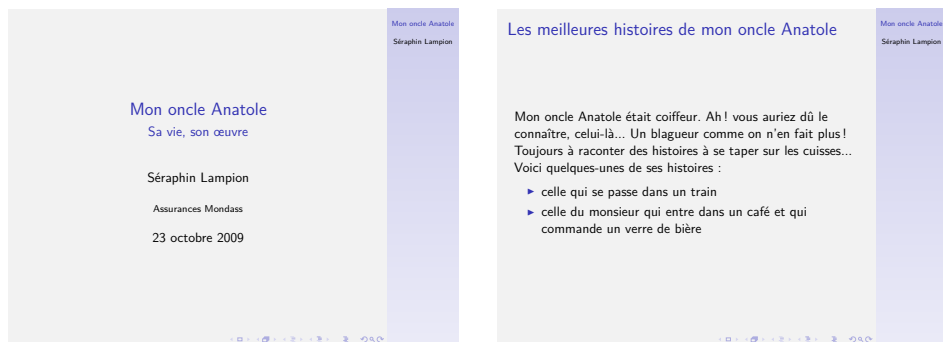 Mon oncle Anatole
Sa vie, son œuvre
Séraphin Lampion
Assurances Mondass
23 octobre 2009
Mon oncle Anatole
Séraphin Lampion
Les meilleures histoires de mon oncle Anatole
Mon oncle Anatole était coiffeur. Ah ! vous auriez dû le
connaître, celui-là... Un blagueur comme on n'en fait plus !
Toujours à raconter des histoires à se taper sur les cuisses...
Voici quelques-unes de ses histoires :
celle qui se passe dans un train
celle du monsieur qui entre dans un café et qui
commande un verre de bière
Mon oncle Anatole
Séraphin Lampion